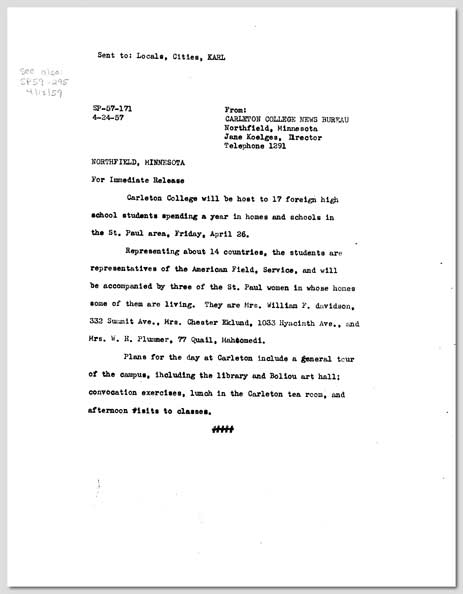 Sent to: Locals, Cities, KARL
see also:
SP59-295
4/13/59
SP-57-171
4-24-57
From:
CARLETON COLLEGE NEWS BUREAU
Northfield, Minnesota
Jane Koelges, Director
Telephone 1291
NORTHFIELD, MINNESOTA
For Immediate Release
Carleton College will be host to 17 foreign high
school students spending a year in homes and schools in
the St. Paul area, Friday, April 26.
Representing about 14 countries, the students are
representatives of the American Field, Service, and will
be accompanied by three of the St. Paul women in whose homes
some of them are living. They are Mrs. William F. davidson,
332 Summit Ave., Mrs. Chester Eklund, 1033 Hyacinth Ave., and
Mrs. W. R. Plummer, 77 Quail, Mahtomedi.
Plans for the day at Carleton include a general tour
of the campus, including the library and Boliou art hall;
convocation exercises, lunch in the Carleton tea room, and
afternoon visits to classes.
#####